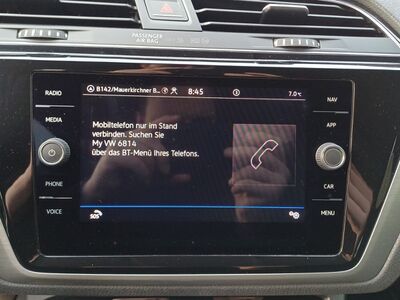 PASSENGER
AIR BAG
RADIO
B142/Mauerkirchner B...
8:45
7.0°C
NAV
MEDIA
APP
Mobiltelefon nur im Stand
verbinden. Suchen Sie
My VW 6814
über das BT-Menü Ihres Telefons.
PHONE
CAR
VOICE
SOS
MENU